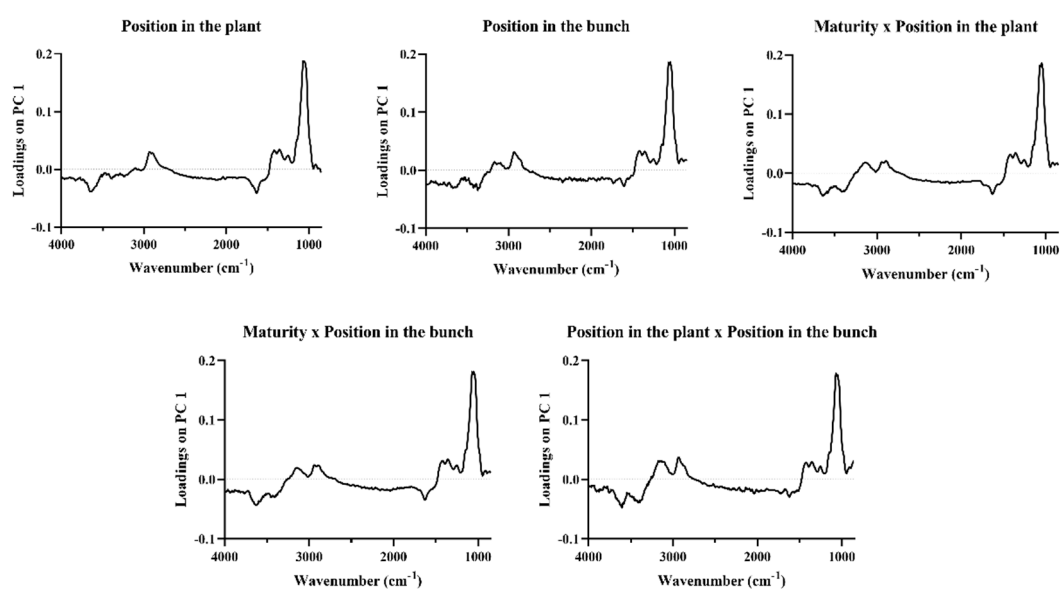 Position in the plant
Position in the bunch
Maturity x Position in the plant
Loadings on PC 1
0.2
0.1
0.0
-0.1
4000 3000 2000 1000
Wavenumber (cm⁻¹)
Loadings on PC 1
0.2
0.1
0.0
-0.1
4000 3000 2000 1000
Wavenumber (cm⁻¹)
Loadings on PC 1
0.2
0.1
0.0
-0.1
4000 3000 2000 1000
Wavenumber (cm⁻¹)
Maturity x Position in the bunch
Position in the plant x Position in the bunch
Loadings on PC 1
0.2
0.1
0.0
-0.1
4000 3000 2000 1000
Wavenumber (cm⁻¹)
Loadings on PC 1
0.2
0.1
0.0
-0.1
4000 3000 2000 1000
Wavenumber (cm⁻¹)